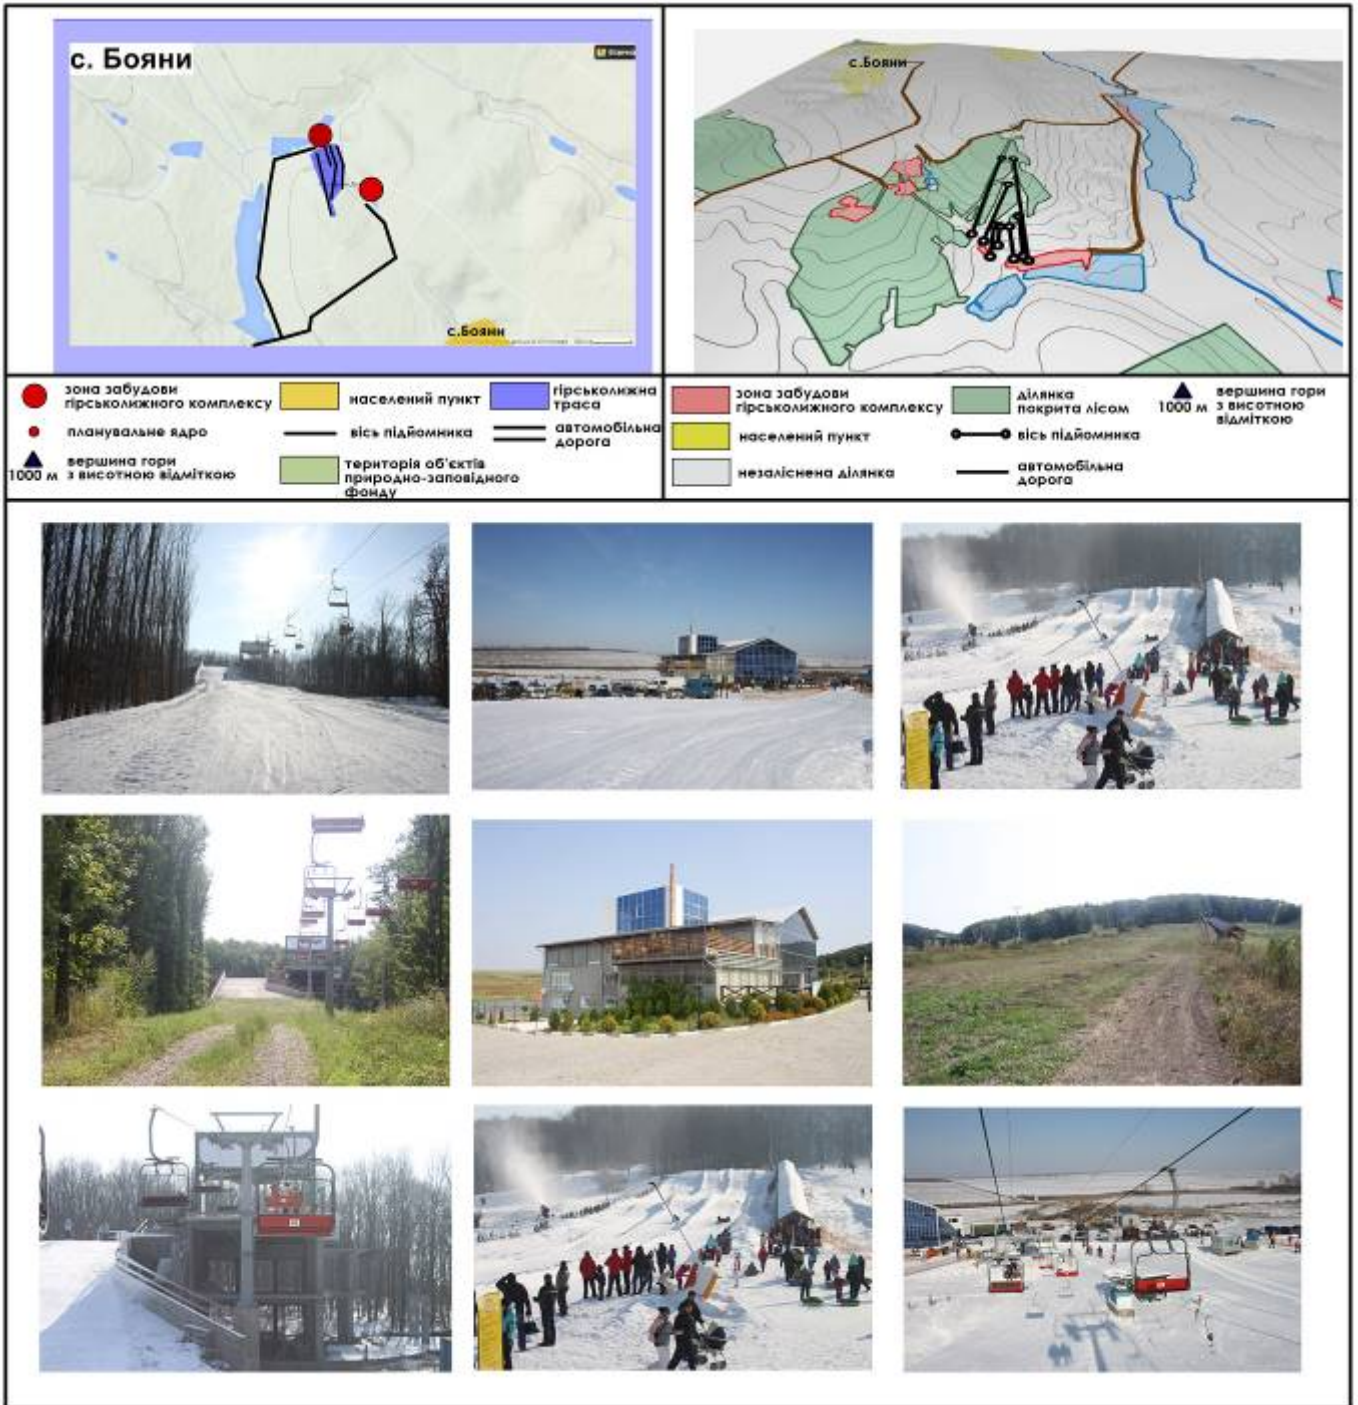 с. Бояни
с.Бояни
с.Бояни
зона забудови
гірськолижного комплексу
планувальне ядро
1000 м
вершина гори
з висотною відміткою
населений пункт
вісь підйомника
територія об'єктів
природно-заповідного
фонду
гірськолижна
траса
автомобільна
дорога
зона забудови
гірськолижного комплексу
населений пункт
незаліснена ділянка
ділянка
покрита лісом
вісь підйомника
автомобільна
дорога
1000 м
вершина гори
з висотною
відміткою